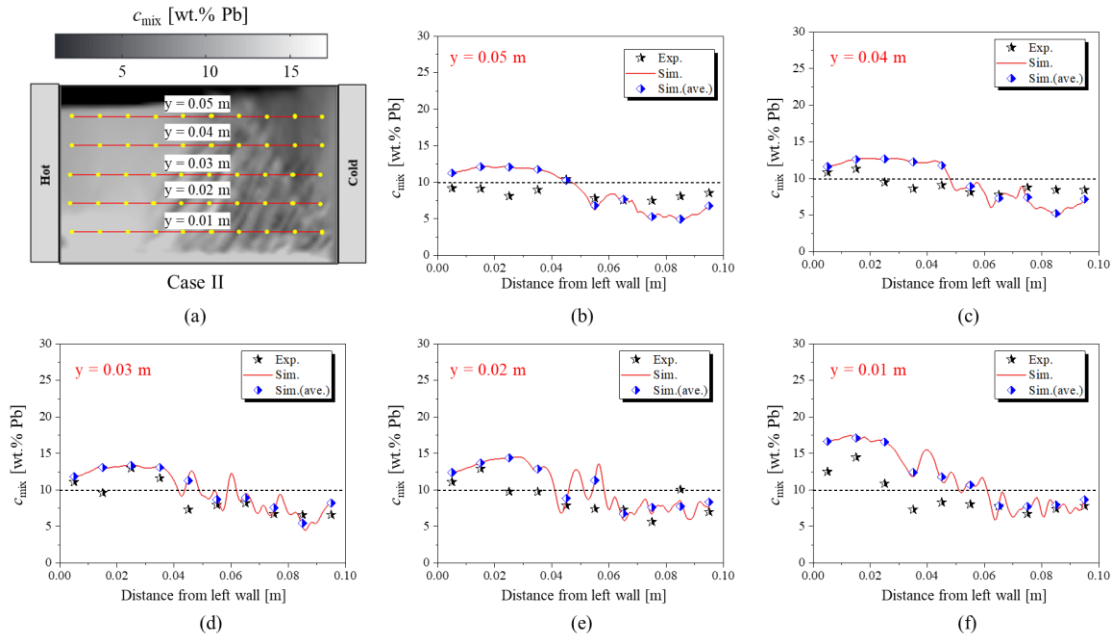 c_mix [wt.% Pb]
5 10 15
Hot
y = 0.05 m
y = 0.04 m
y = 0.03 m
y = 0.02 m
y = 0.01 m
Cold
Case II
(a)
y = 0.05 m
Exp.
Sim.
Sim.(ave.)
c_mix [wt.% Pb]
30
25
20
15
10
5
0
0.00 0.02 0.04 0.06 0.08 0.10
Distance from left wall [m]
(b)
y = 0.04 m
Exp.
Sim.
Sim.(ave.)
c_mix [wt.% Pb]
30
25
20
15
10
5
0
0.00 0.02 0.04 0.06 0.08 0.10
Distance from left wall [m]
(c)
y = 0.03 m
Exp.
Sim.
Sim.(ave.)
c_mix [wt.% Pb]
30
25
20
15
10
5
0
0.00 0.02 0.04 0.06 0.08 0.10
Distance from left wall [m]
(d)
y = 0.02 m
Exp.
Sim.
Sim.(ave.)
c_mix [wt.% Pb]
30
25
20
15
10
5
0
0.00 0.02 0.04 0.06 0.08 0.10
Distance from left wall [m]
(e)
y = 0.01 m
Exp.
Sim.
Sim.(ave.)
c_mix [wt.% Pb]
30
25
20
15
10
5
0
0.00 0.02 0.04 0.06 0.08 0.10
Distance from left wall [m]
(f)